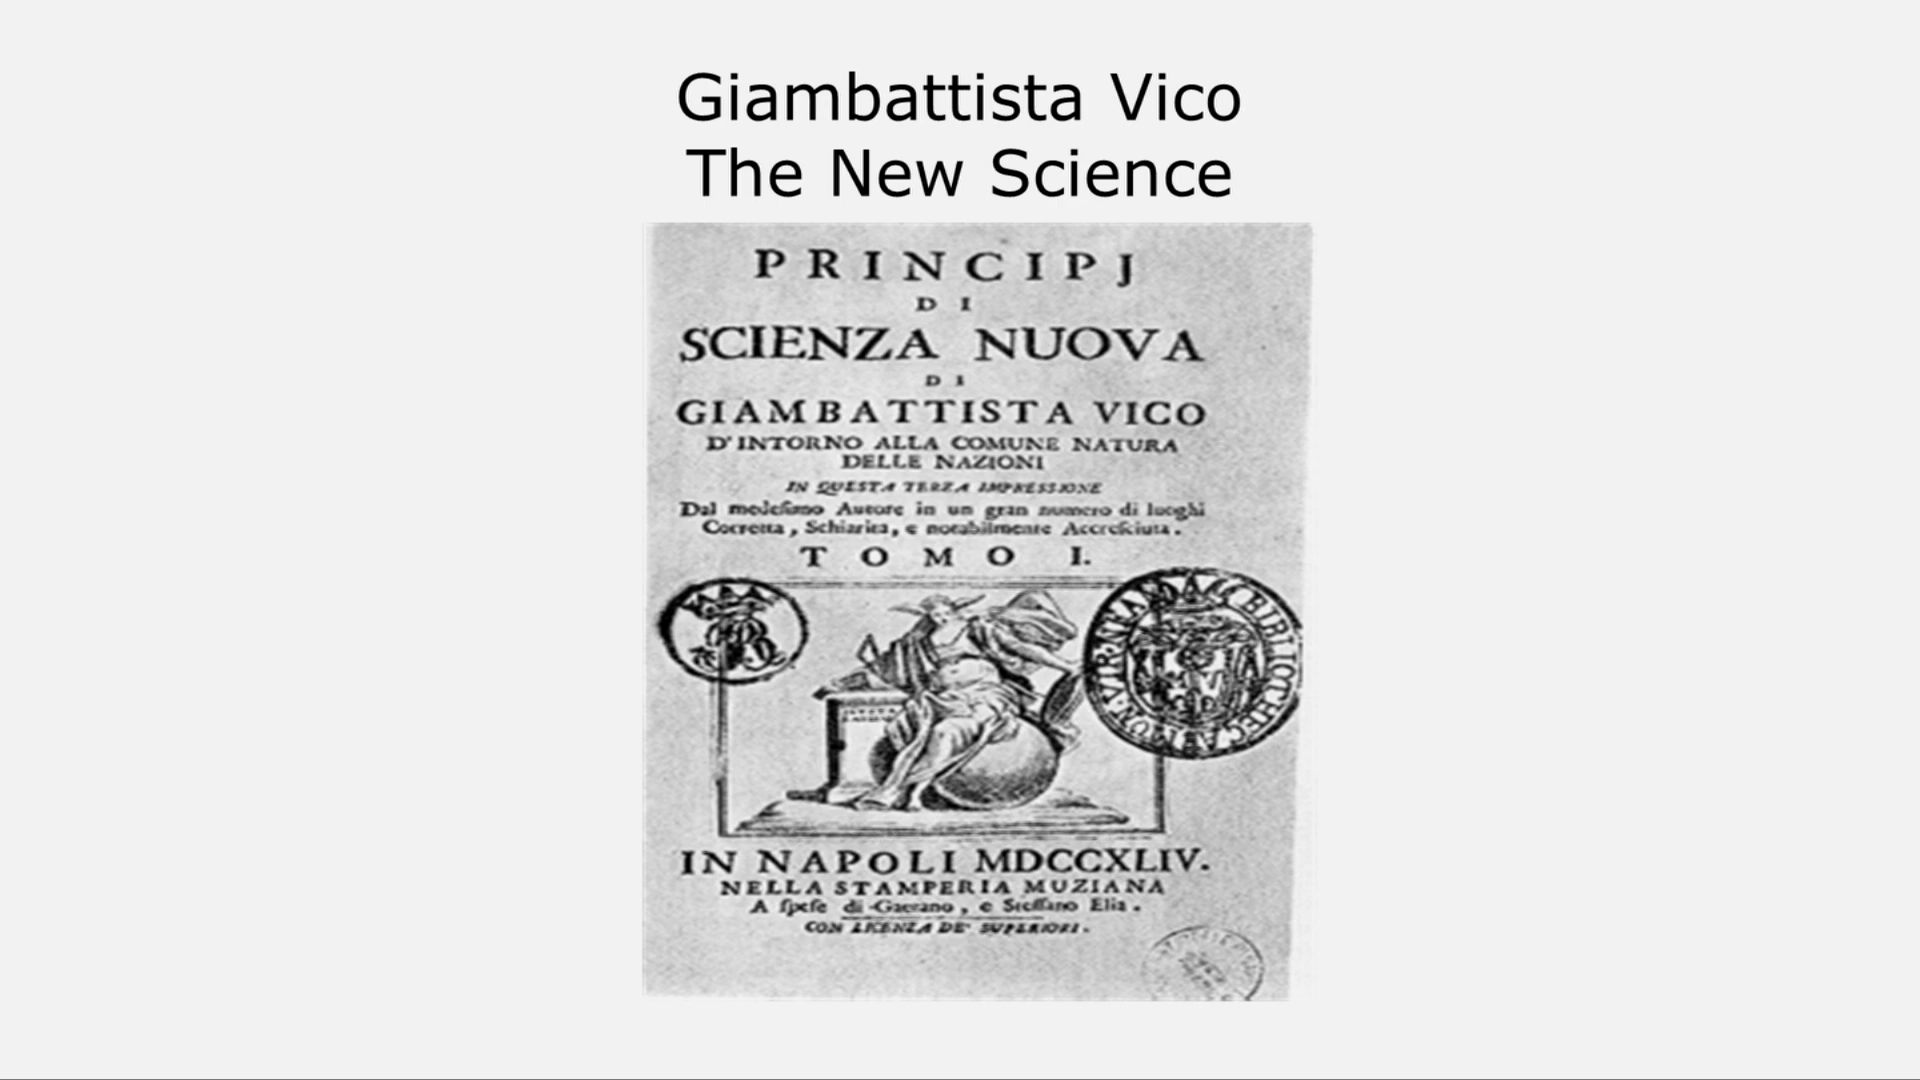 Giambattista Vico
The New Science
PRINCIPJ
DI
SCIENZA NUOVA
DI
GIAMBATTISTA VICO
D'INTORNO ALLA COMUNE NATURA
DELLE NAZIONI
IN QUESTA TERZA IMPRESSIONE
Dal medesimo Autore in un gran numero di luoghi
Corretta, Schiarita, e notabilmente Accresciuta.
TOMO I.
BIBLIOTHECA
IN NAPOLI MDCCXLIV.
NELLA STAMPERIA MUZIANA
A spese di Gaetano, e Steffano Elia.
CON LICENZA DE' SUPERIORI.